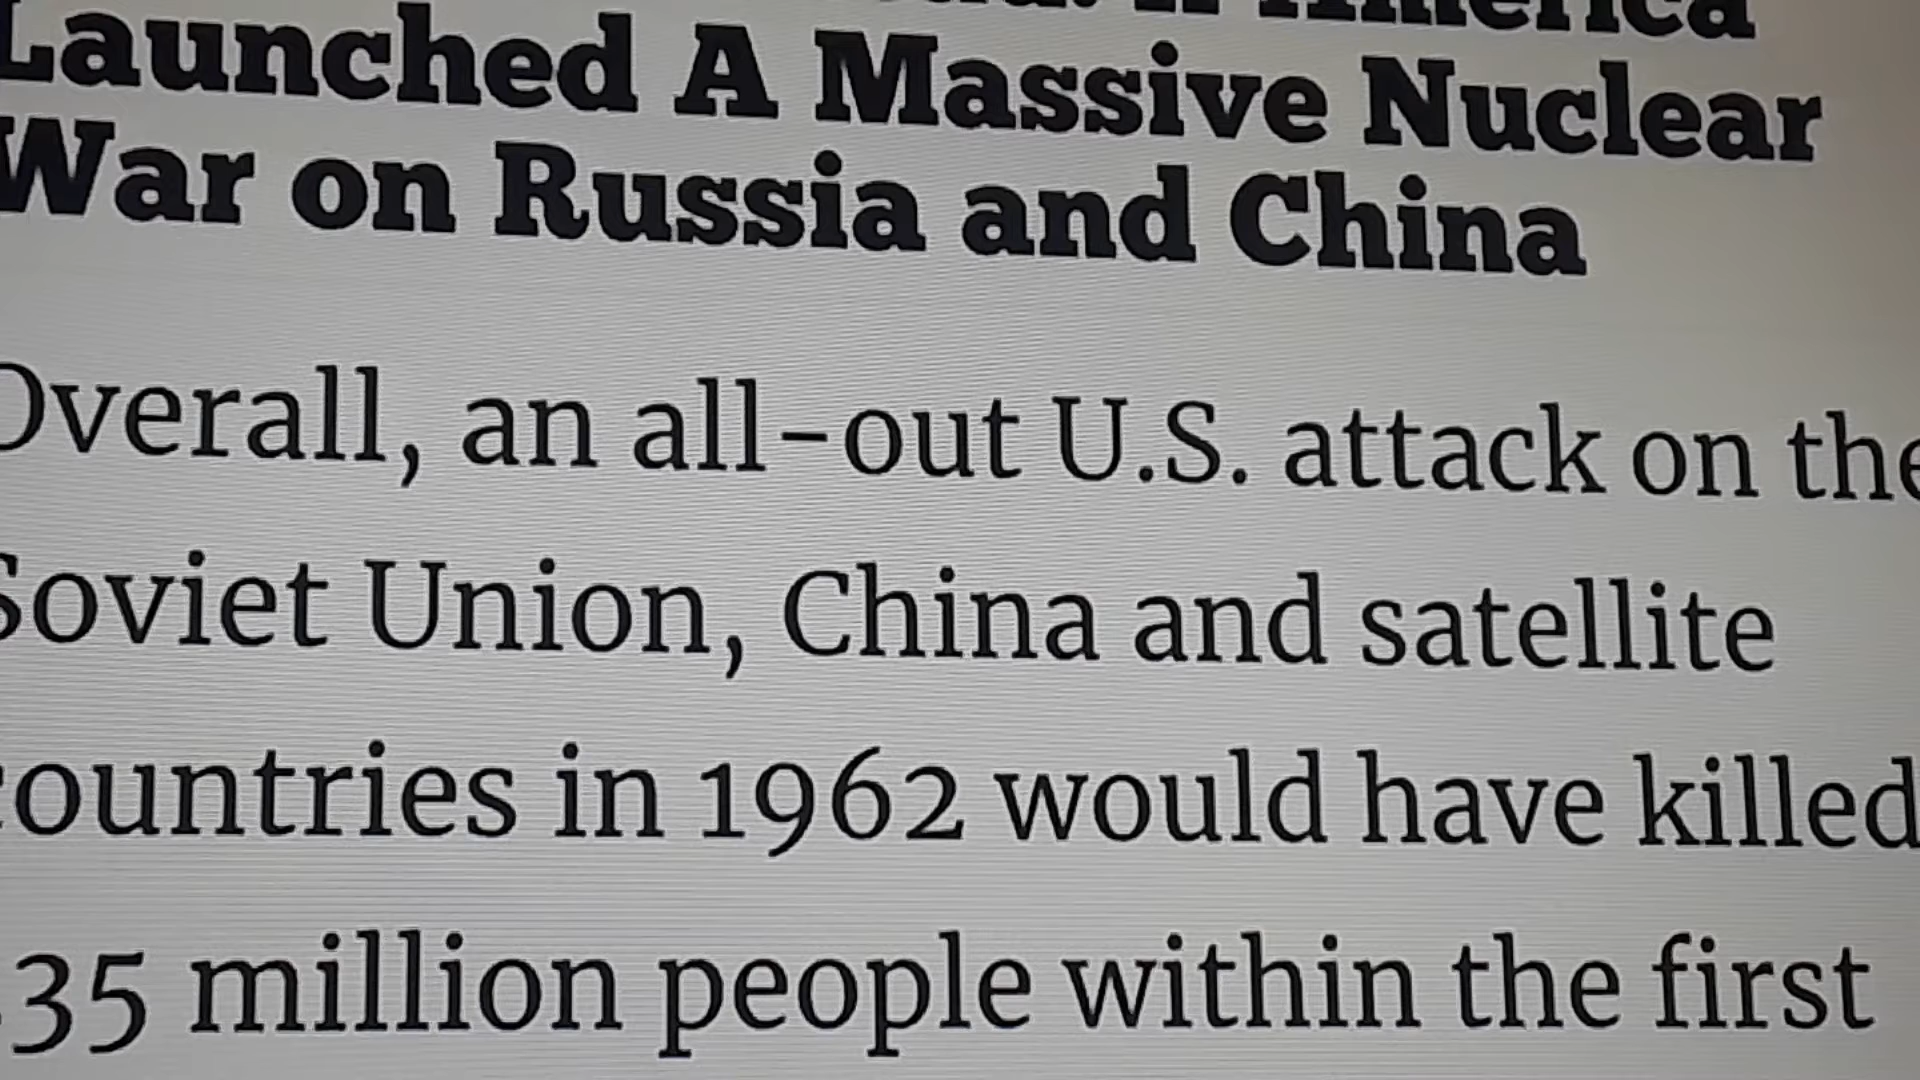 America
Launched A Massive Nuclear
War on Russia and China
Overall, an all-out U.S. attack on the
Soviet Union, China and satellite
countries in 1962 would have killed
35 million people within the first